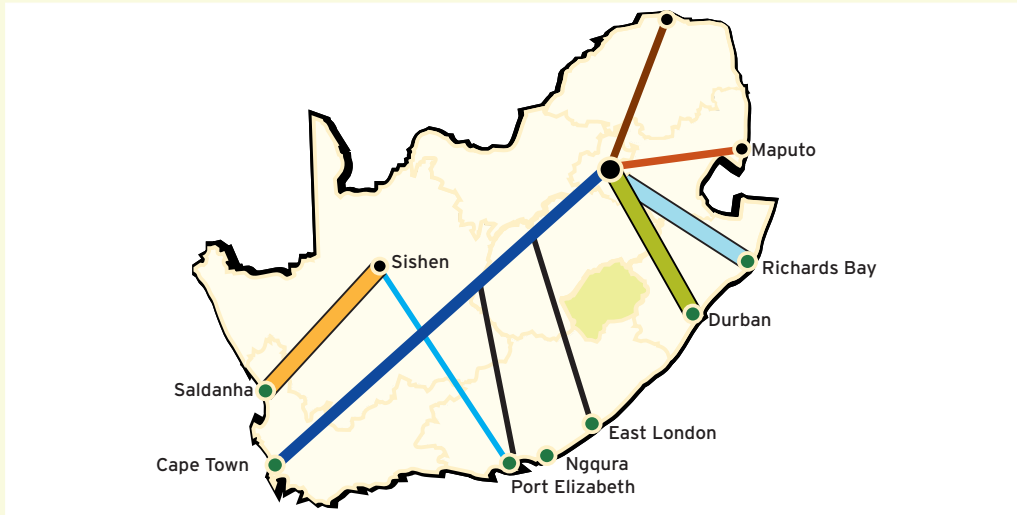 Maputo
Sishen
Richards Bay
Durban
Saldanha
East London
Cape Town
Ngqura
Port Elizabeth